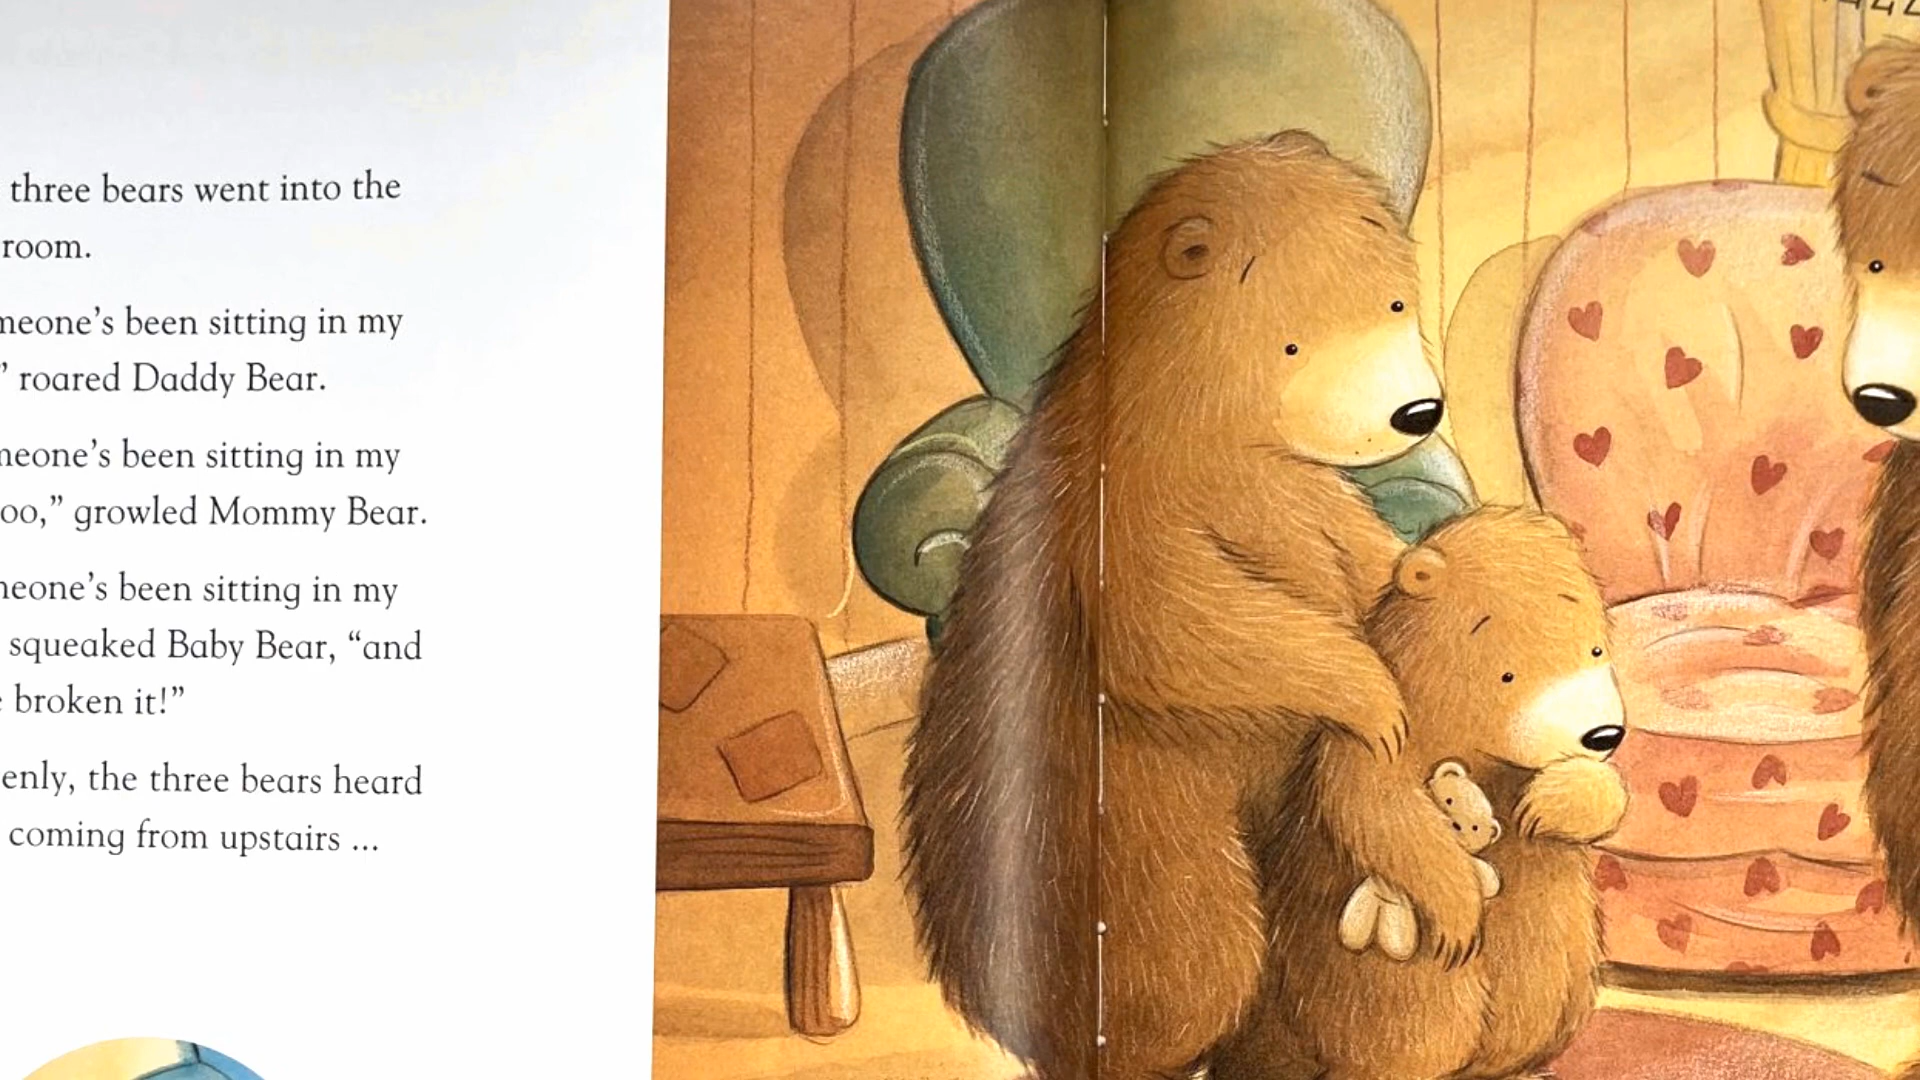 three bears went into the
room.
meone's been sitting in my
” roared Daddy Bear.
neone's been sitting in my
oo,” growled Mommy Bear.
neone's been sitting in my
squeaked Baby Bear, “and
broken it!”
enly, the three bears heard
coming from upstairs ...